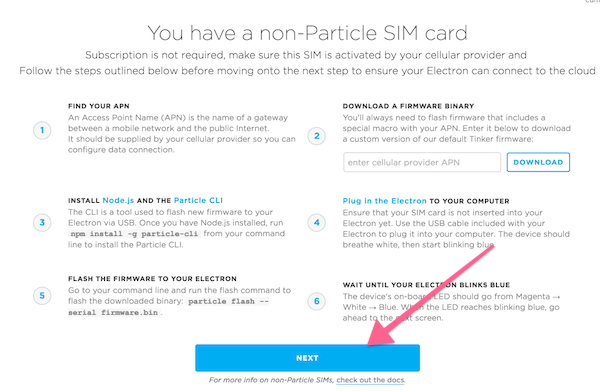 You have a non-Particle SIM card
Subscription is not required, make sure this SIM is activated by your cellular provider and
Follow the steps outlined below before moving onto the next step to ensure your Electron can connect to the cloud
1
FIND YOUR APN
An Access Point Name (APN) is the name of a gateway
between a mobile network and the public Internet.
It should be supplied by your cellular provider so you can
configure data connection.
2
DOWNLOAD A FIRMWARE BINARY
You'll always need to flash firmware that includes a
special macro with your APN. Enter it below to download
a custom version of our default Tinker firmware:
enter cellular provider APN
DOWNLOAD
3
INSTALL Node.js AND THE Particle CLI
The CLI is a tool used to flash new firmware to your
Electron via USB. Once you have Node.js installed, run
npm install -g particle-cli from your command
line to install the Particle CLI.
4
Plug in the Electron TO YOUR COMPUTER
Ensure that your SIM card is not inserted into your
Electron yet. Use the USB cable included with your
Electron to plug it into your computer. The device should
breathe white, then start blinking blue.
5
FLASH THE FIRMWARE TO YOUR ELECTRON
Go to your command line and run the flash command to
flash the downloaded binary: particle flash --
serial firmware.bin .
6
WAIT UNTIL YOUR ELECTRON BLINKS BLUE
The device's on-board LED should go from Magenta →
White → Blue. When the LED reaches blinking blue, go
ahead to the next screen.
NEXT
For more info on non-Particle SIMs, check out the docs.